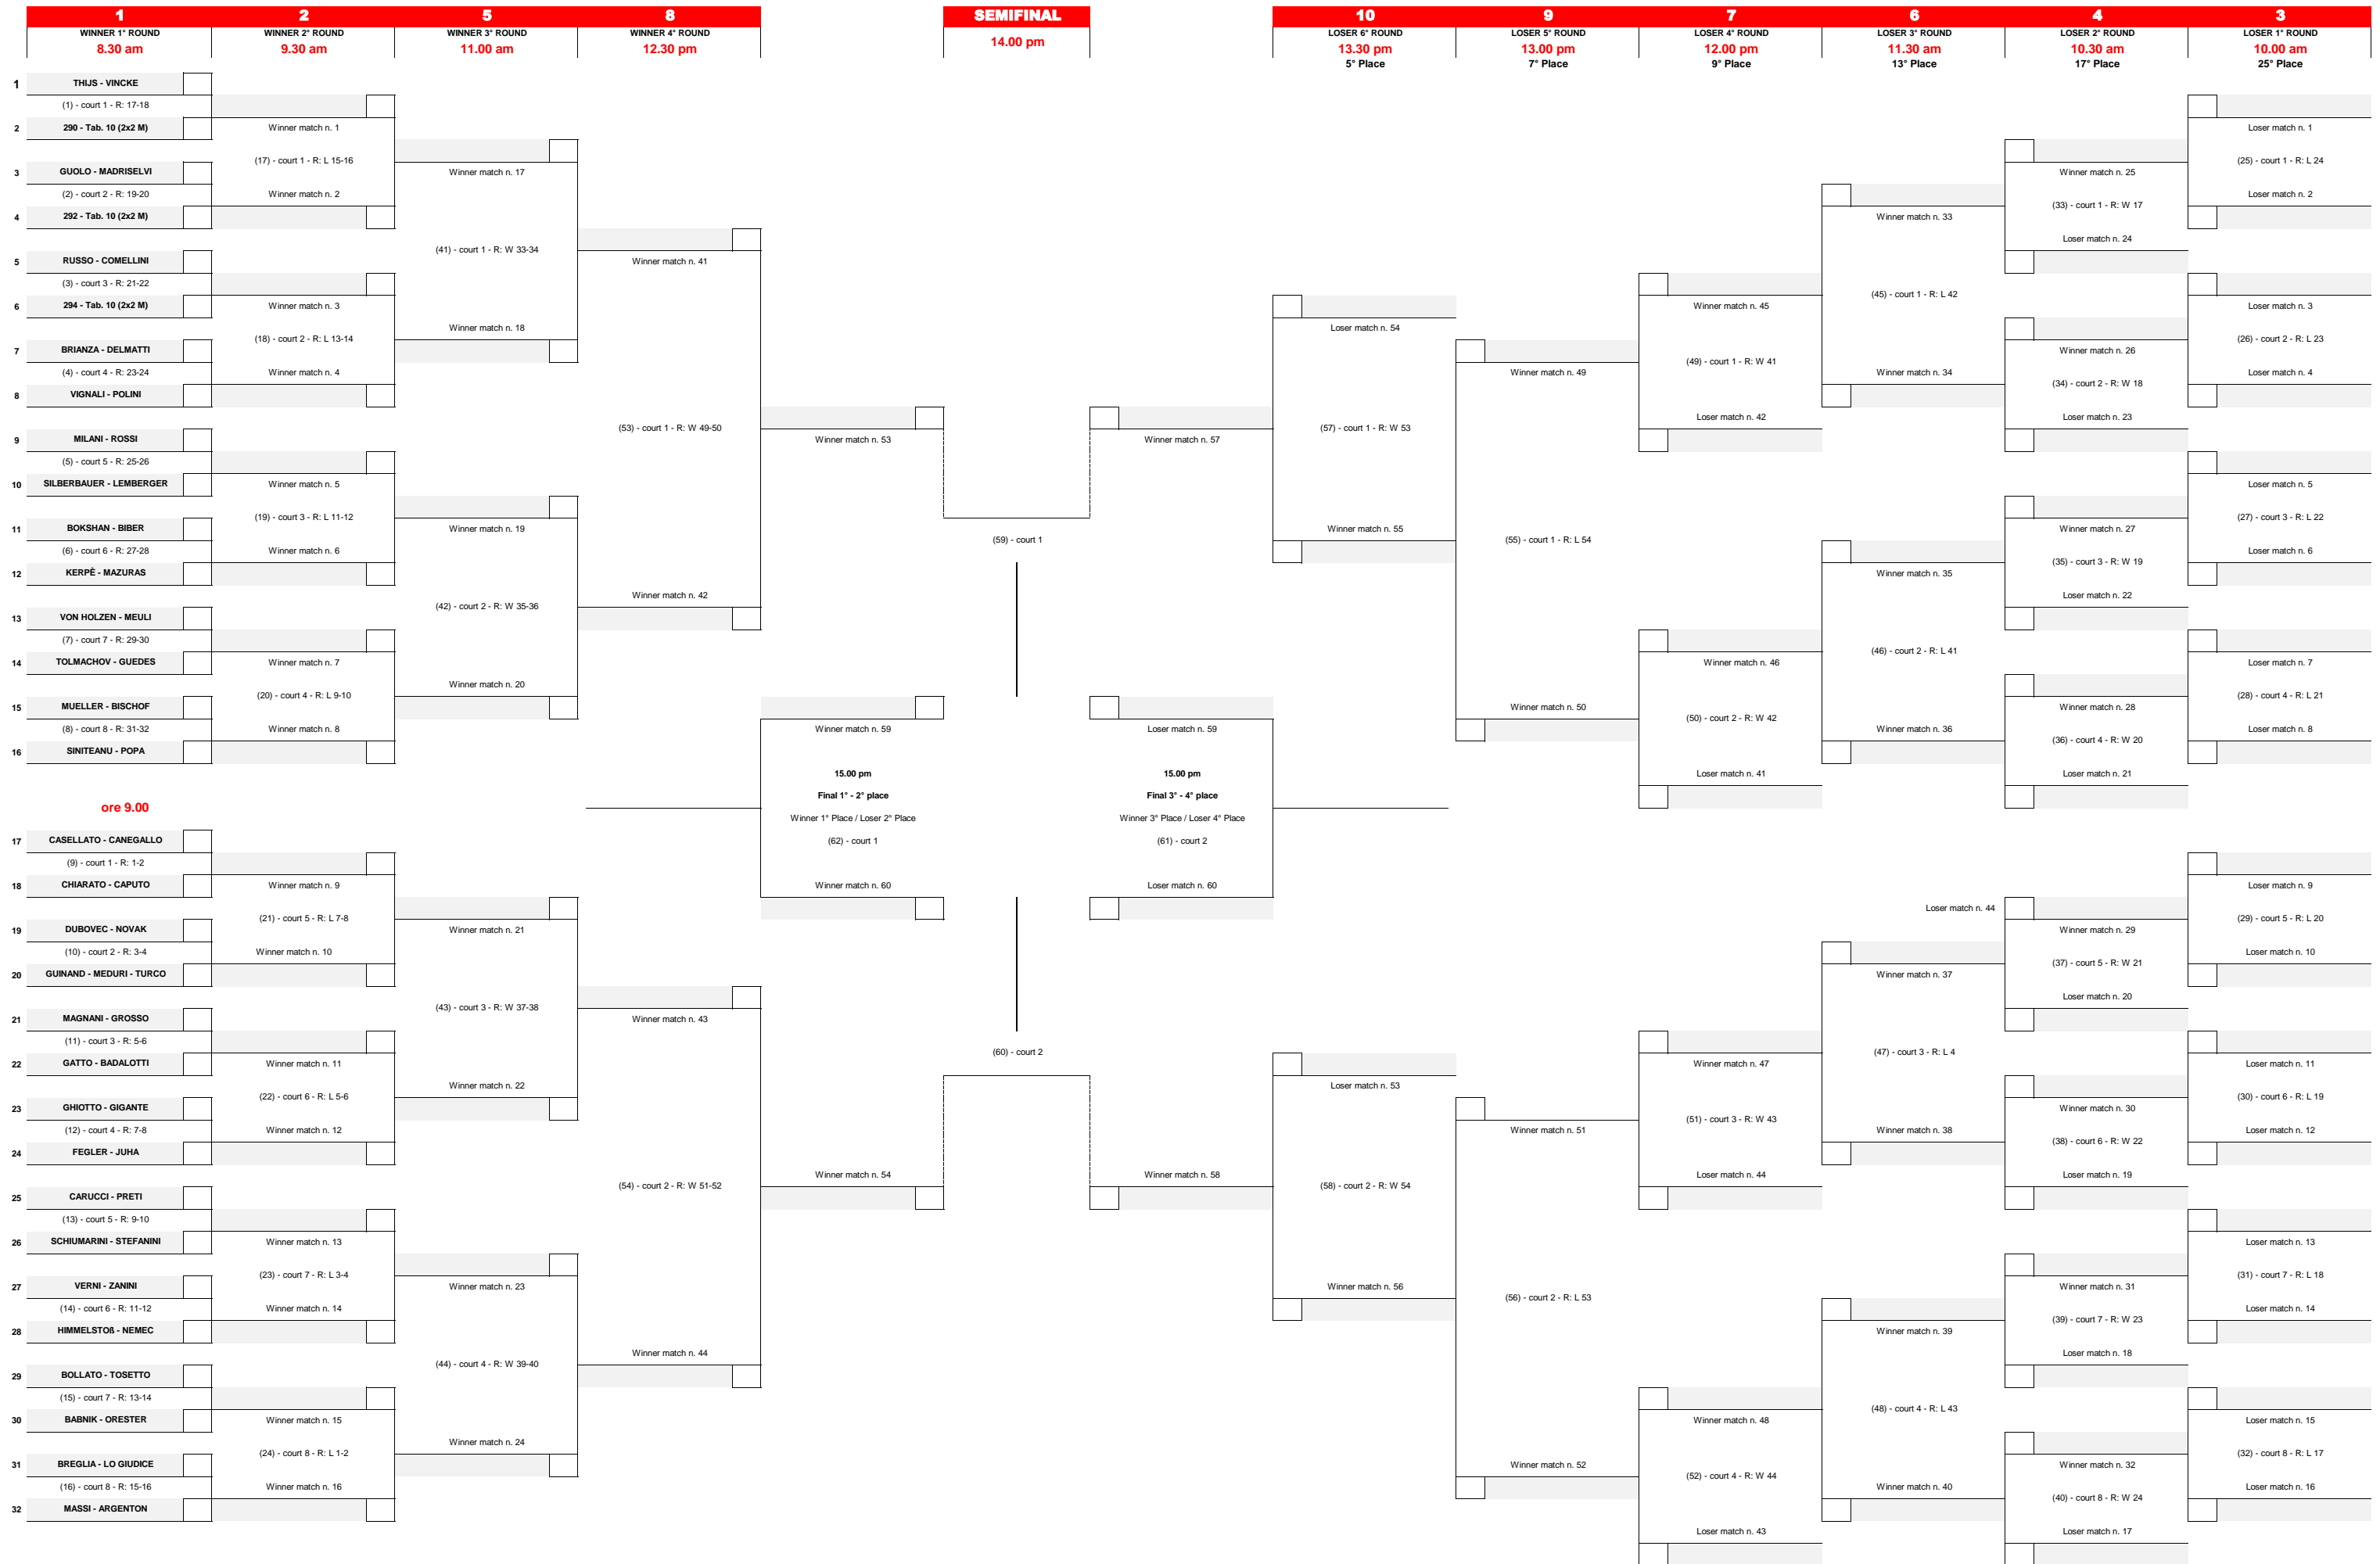 1 2 5 8 SEMIFINAL 10 9 7 6 4 3
WINNER 1° ROUND WINNER 2° ROUND WINNER 3° ROUND WINNER 4° ROUND LOSER 6° ROUND LOSER 5° ROUND LOSER 4° ROUND LOSER 3° ROUND LOSER 2° ROUND LOSER 1° ROUND
8.30 am 9.30 am 11.00 am 12.30 pm 14.00 pm 13.30 pm 13.00 pm 12.00 pm 11.30 am 10.30 am 10.00 am
5° Place 7° Place 9° Place 13° Place 17° Place 25° Place
1 THIJS - VINCKE
(1) - court 1 - R: 17-18
2 290 - Tab. 10 (2x2 M)
3 GUOLO - MADRISELVI
(2) - court 2 - R: 19-20
4 292 - Tab. 10 (2x2 M)
5 RUSSO - COMELLINI
(3) - court 3 - R: 21-22
6 294 - Tab. 10 (2x2 M)
7 BRIANZA - DELMATTI
(4) - court 4 - R: 23-24
8 VIGNALI - POLINI
9 MILANI - ROSSI
(5) - court 5 - R: 25-26
10 SILBERBAUER - LEMBERGER
11 BOKSHAN - BIBER
(6) - court 6 - R: 27-28
12 KERPÈ - MAZURAS
13 VON HOLZEN - MEULI
(7) - court 7 - R: 29-30
14 TOLMACHOV - GUEDES
15 MUELLER - BISCHOF
(8) - court 8 - R: 31-32
16 SINITEANU - POPA
ore 9.00
17 CASELLATO - CANEGALLO
(9) - court 1 - R: 1-2
18 CHIARATO - CAPUTO
19 DUBOVEC - NOVAK
(10) - court 2 - R: 3-4
20 GUINAND - MEDURI - TURCO
21 MAGNANI - GROSSO
(11) - court 3 - R: 5-6
22 GATTO - BADALOTTI
23 GHIOTTO - GIGANTE
(12) - court 4 - R: 7-8
24 FEGLER - JUHA
25 CARUCCI - PRETI
(13) - court 5 - R: 9-10
26 SCHIUMARINI - STEFANINI
27 VERNI - ZANINI
(14) - court 6 - R: 11-12
28 HIMMELSTOß - NEMEC
29 BOLLATO - TOSETTO
(15) - court 7 - R: 13-14
30 BABNIK - ORESTER
31 BREGLIA - LO GIUDICE
(16) - court 8 - R: 15-16
32 MASSI - ARGENTON
Winner match n. 1
(17) - court 1 - R: L 15-16
Winner match n. 2
Winner match n. 3
(18) - court 2 - R: L 13-14
Winner match n. 4
Winner match n. 5
(19) - court 3 - R: L 11-12
Winner match n. 6
Winner match n. 7
(20) - court 4 - R: L 9-10
Winner match n. 8
Winner match n. 9
(21) - court 5 - R: L 7-8
Winner match n. 10
Winner match n. 11
(22) - court 6 - R: L 5-6
Winner match n. 12
Winner match n. 13
(23) - court 7 - R: L 3-4
Winner match n. 14
Winner match n. 15
(24) - court 8 - R: L 1-2
Winner match n. 16
Winner match n. 17
(41) - court 1 - R: W 33-34
Winner match n. 18
Winner match n. 19
(42) - court 2 - R: W 35-36
Winner match n. 20
Winner match n. 21
(43) - court 3 - R: W 37-38
Winner match n. 22
Winner match n. 23
(44) - court 4 - R: W 39-40
Winner match n. 24
Winner match n. 41
(53) - court 1 - R: W 49-50
Winner match n. 42
Winner match n. 43
(54) - court 2 - R: W 51-52
Winner match n. 44
Winner match n. 53
Winner match n. 59
15.00 pm
Final 1° - 2° place
Winner 1° Place / Loser 2° Place
(62) - court 1
Winner match n. 60
Winner match n. 54
(59) - court 1
(60) - court 2
Winner match n. 57
Loser match n. 59
15.00 pm
Final 3° - 4° place
Winner 3° Place / Loser 4° Place
(61) - court 2
Loser match n. 60
Winner match n. 58
Loser match n. 54
(57) - court 1 - R: W 53
Winner match n. 55
Loser match n. 53
(58) - court 2 - R: W 54
Winner match n. 56
Winner match n. 49
(55) - court 1 - R: L 54
Winner match n. 50
Winner match n. 51
(56) - court 2 - R: L 53
Winner match n. 52
Winner match n. 45
(49) - court 1 - R: W 41
Loser match n. 42
Winner match n. 46
(50) - court 2 - R: W 42
Loser match n. 41
Winner match n. 47
(51) - court 3 - R: W 43
Loser match n. 44
Winner match n. 48
(52) - court 4 - R: W 44
Loser match n. 43
Winner match n. 33
(45) - court 1 - R: L 42
Winner match n. 34
Winner match n. 35
(46) - court 2 - R: L 41
Winner match n. 36
Loser match n. 44
Winner match n. 37
(47) - court 3 - R: L 4
Winner match n. 38
Winner match n. 39
(48) - court 4 - R: L 43
Winner match n. 40
Winner match n. 25
(33) - court 1 - R: W 17
Loser match n. 24
Winner match n. 26
(34) - court 2 - R: W 18
Loser match n. 23
Winner match n. 27
(35) - court 3 - R: W 19
Loser match n. 22
Winner match n. 28
(36) - court 4 - R: W 20
Loser match n. 21
Winner match n. 29
(37) - court 5 - R: W 21
Loser match n. 20
Winner match n. 30
(38) - court 6 - R: W 22
Loser match n. 19
Winner match n. 31
(39) - court 7 - R: W 23
Loser match n. 18
Winner match n. 32
(40) - court 8 - R: W 24
Loser match n. 17
Loser match n. 1
(25) - court 1 - R: L 24
Loser match n. 2
Loser match n. 3
(26) - court 2 - R: L 23
Loser match n. 4
Loser match n. 5
(27) - court 3 - R: L 22
Loser match n. 6
Loser match n. 7
(28) - court 4 - R: L 21
Loser match n. 8
Loser match n. 9
(29) - court 5 - R: L 20
Loser match n. 10
Loser match n. 11
(30) - court 6 - R: L 19
Loser match n. 12
Loser match n. 13
(31) - court 7 - R: L 18
Loser match n. 14
Loser match n. 15
(32) - court 8 - R: L 17
Loser match n. 16